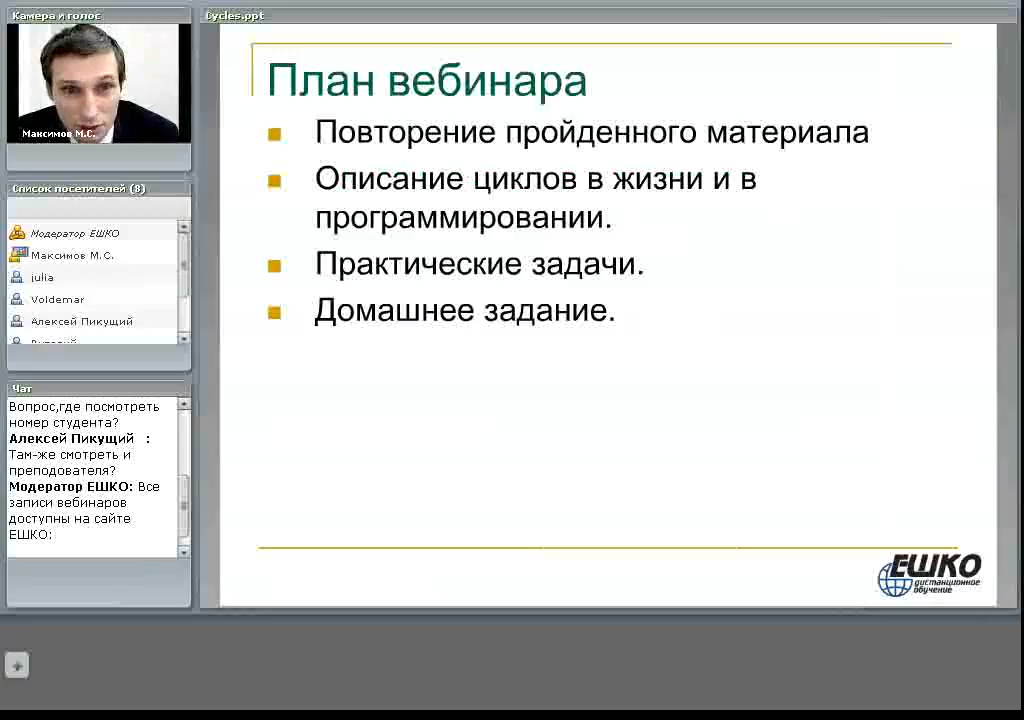 Камера и голос
Максимов М.С.
Список посетителей (8)
Модератор ЕШКО
Максимов М.С.
julia
Voldemar
Алексей Пикущий
Чат
Вопрос,где посмотреть
номер студента?
Алексей Пикущий :
Там-же смотреть и
преподователя?
Модератор ЕШКО: Все
записи вебинаров
доступны на сайте
ЕШКО:
Cycles.ppt
План вебинара
Повторение пройденного материала
Описание циклов в жизни и в
программировании.
Практические задачи.
Домашнее задание.
ЕШКО
дистанционное
обучение